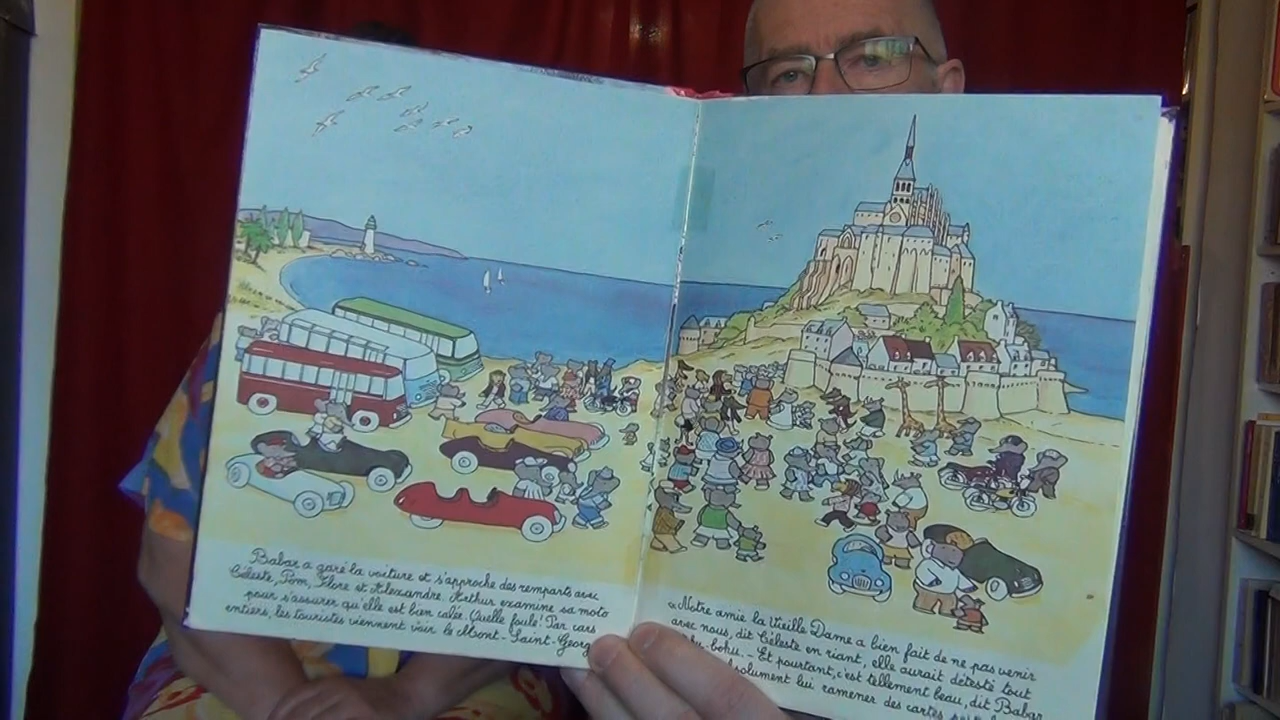 Babar a garé la voiture et s'approche des remparts avec
Céleste, Pom, Flore et Alexandre. Arthur examine sa moto
pour s'assurer qu'elle est bien calée. Quelle foule! Par cars
entiers, les touristes viennent voir le Mont-Saint-Georg
«Notre amie la Vieille Dame a bien fait de ne pas venir
avec nous, dit Céleste en riant, elle aurait détesté tout
-bohu. - Et pourtant, c'est tellement beau, dit Babar
lui ramener des cartes